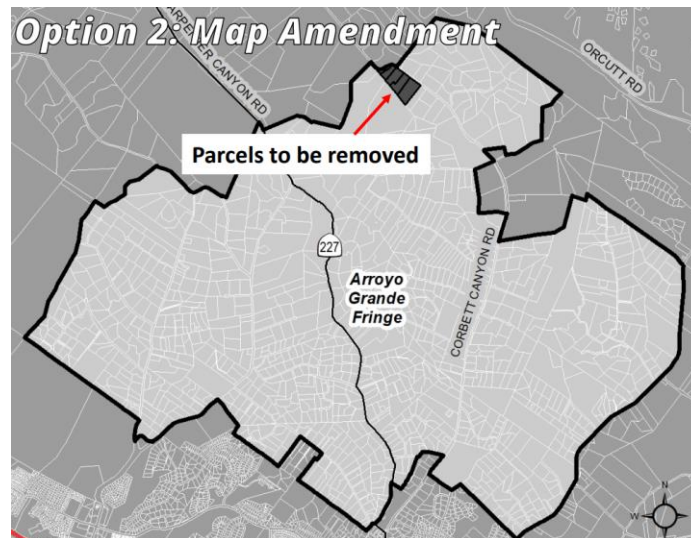 Option 2: Map Amendment
ARPENTER CANYON RD
ORCUTT RD
Parcels to be removed
227
Arroyo
Grande
Fringe
CORBETT CANYON RD
N
W